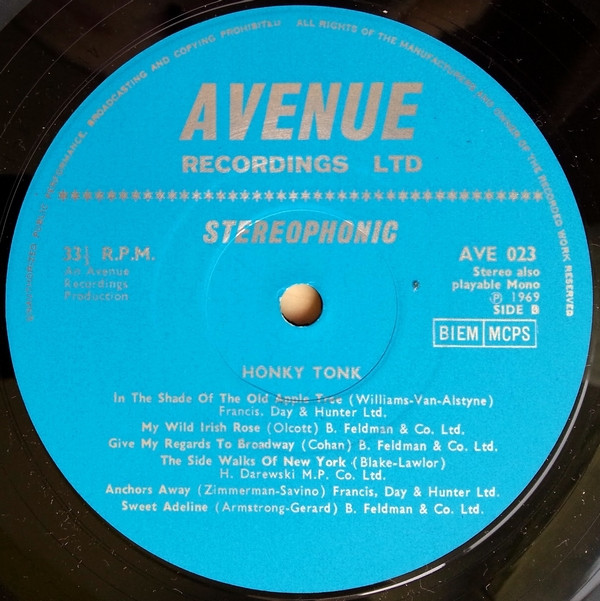 ALL RIGHTS OF THE MANUFACTURERS AND OWNER OF THE RECORDED WORK RESERVED
PERFORMANCE, BROADCASTING AND COPYING PROHIBITED
AVENUE
RECORDINGS LTD
STEREOPHONIC
33⅓ R.P.M.
An Avenue
Recordings
Production
AVE 023
Stereo also
playable Mono
Ⓟ 1969
SIDE B
BIEM MCPS
HONKY TONK
In The Shade Of The Old Apple Tree (Williams-Van-Alstyne)
Francis, Day & Hunter Ltd.
My Wild Irish Rose (Olcott) B. Feldman & Co. Ltd.
Give My Regards To Broadway (Cohan) B. Feldman & Co. Ltd.
The Side Walks Of New York (Blake-Lawlor)
H. Darewski M.P. Co. Ltd.
Anchors Away (Zimmerman-Savino) Francis, Day & Hunter Ltd.
Sweet Adeline (Armstrong-Gerard) B. Feldman & Co. Ltd.